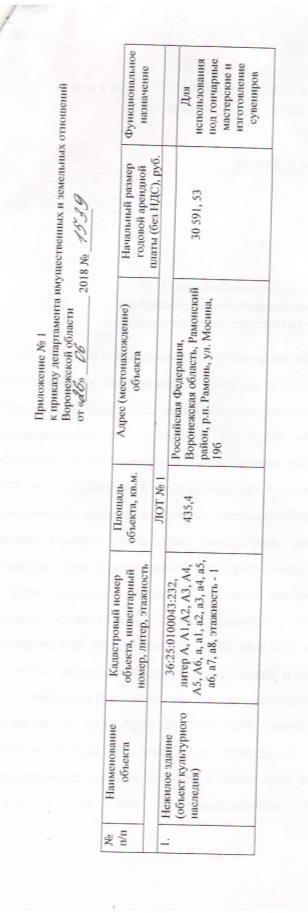 Приложение № 1
к приказу департамента имущественных и земельных отношений
Воронежской области
от «26» 06 2018 № 1539
№ п/п
Наименование
объекта
Кадастровый номер
объекта, инвентарный
номер, литер, этажность
Площадь
объекта, кв.м.
Адрес (местонахождение)
объекта
Начальный размер
годовой арендной
платы (без НДС), руб.
Функциональное
назначение
ЛОТ № 1
1.
Нежилое здание
(объект культурного
наследия)
36:25:0100043:232,
литер А, А1,А2, А3, А4,
А5, А6, а, а1, а2, а3, а4, а5,
а6, а7, а8, этажность - 1
435,4
Российская Федерация,
Воронежская область, Рамонский
район, р.п. Рамонь, ул. Мосина,
19б
30 591, 53
Для
использования
под гончарные
мастерские и
изготовление
сувениров